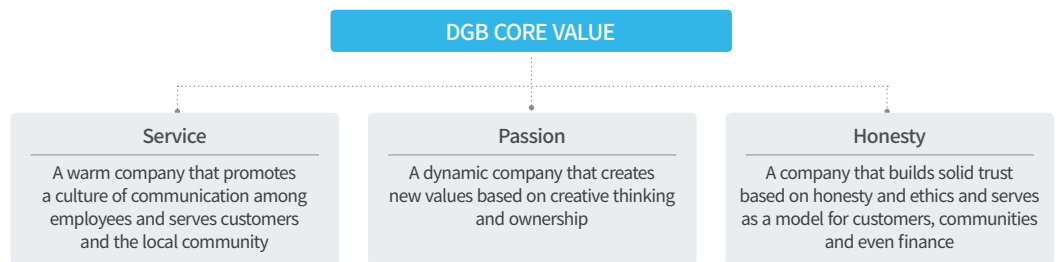 DGB CORE VALUE
Service
A warm company that promotes
a culture of communication among
employees and serves customers
and the local community
Passion
A dynamic company that creates
new values based on creative thinking
and ownership
Honesty
A company that builds solid trust
based on honesty and ethics and serves
as a model for customers, communities
and even finance